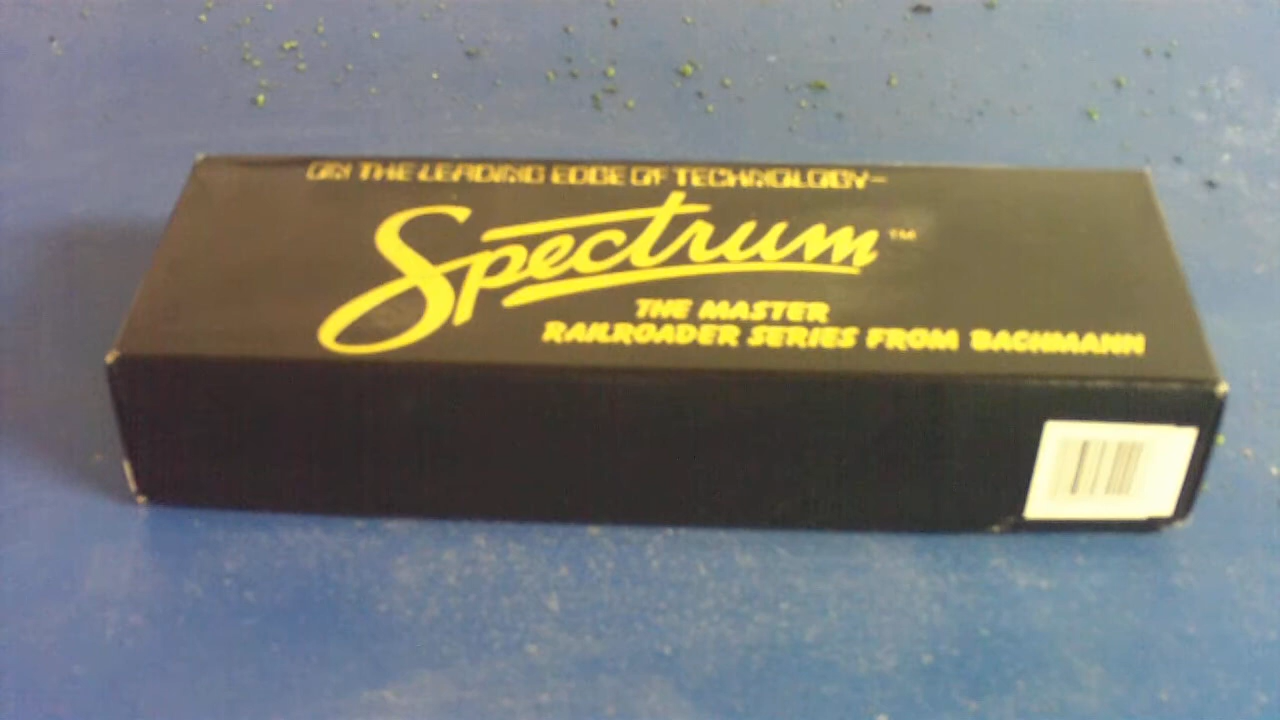 ON THE LEADING EDGE OF TECHNOLOGY-
Spectrum™
THE MASTER
RAILROADER SERIES FROM BACHMANN